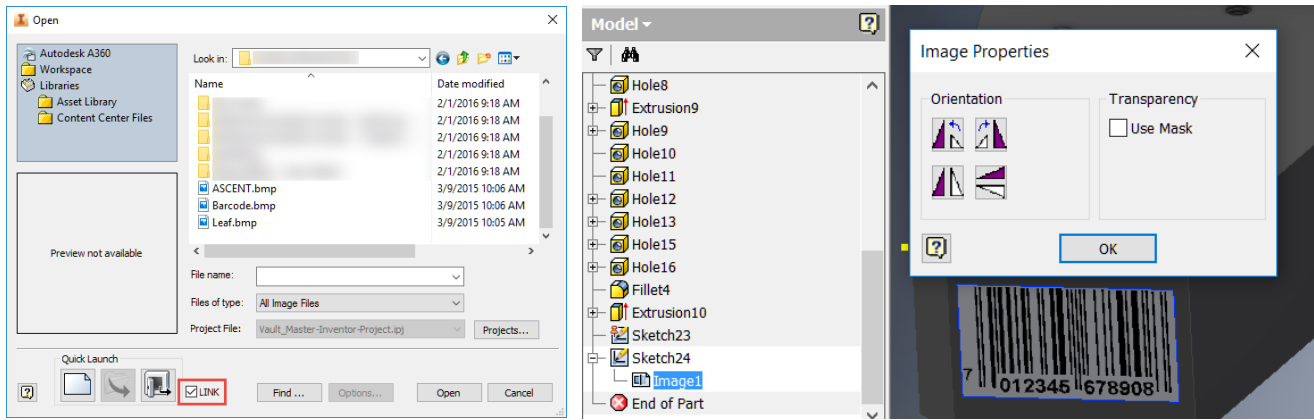 Open
Autodesk A360
Workspace
Libraries
Asset Library
Content Center Files
Look in:
Name
Date modified
2/1/2016 9:18 AM
2/1/2016 9:18 AM
2/1/2016 9:18 AM
2/1/2016 9:18 AM
2/1/2016 9:18 AM
ASCENT.bmp 3/9/2015 10:06 AM
Barcode.bmp 3/9/2015 10:06 AM
Leaf.bmp 3/9/2015 10:05 AM
Preview not available
File name:
Files of type: All Image Files
Project File: Vault_Master-Inventor-Project.ipj Projects...
Quick Launch
LINK
Find ... Options... Open Cancel
Model
Hole8
Extrusion9
Hole9
Hole10
Hole11
Hole12
Hole13
Hole15
Hole16
Fillet4
Extrusion10
Sketch23
Sketch24
Image1
End of Part
Image Properties
Orientation
Transparency
Use Mask
OK
7 012345 678908